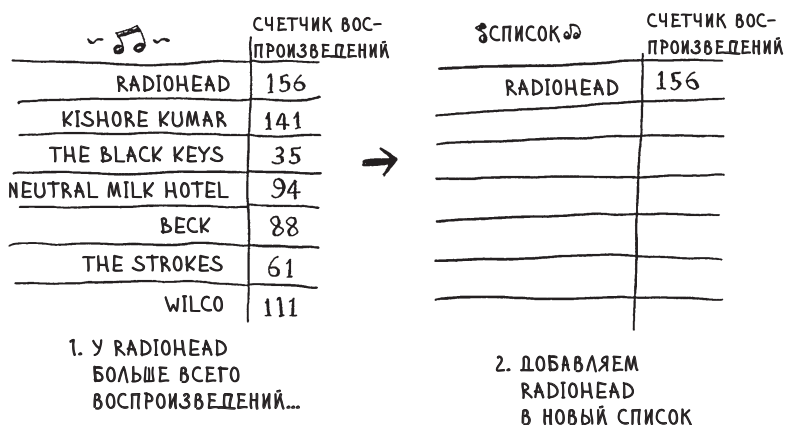 СЧЕТЧИК ВОС-
ПРОИЗВЕДЕНИЙ
RADIOHEAD 156
KISHORE KUMAR 141
THE BLACK KEYS 35
NEUTRAL MILK HOTEL 94
BECK 88
THE STROKES 61
WILCO 111
1. У RADIOHEAD
БОЛЬШЕ ВСЕГО
ВОСПРОИЗВЕДЕНИЙ...
СПИСОК
СЧЕТЧИК ВОС-
ПРОИЗВЕДЕНИЙ
RADIOHEAD 156
2. ДОБАВЛЯЕМ
RADIOHEAD
В НОВЫЙ СПИСОК